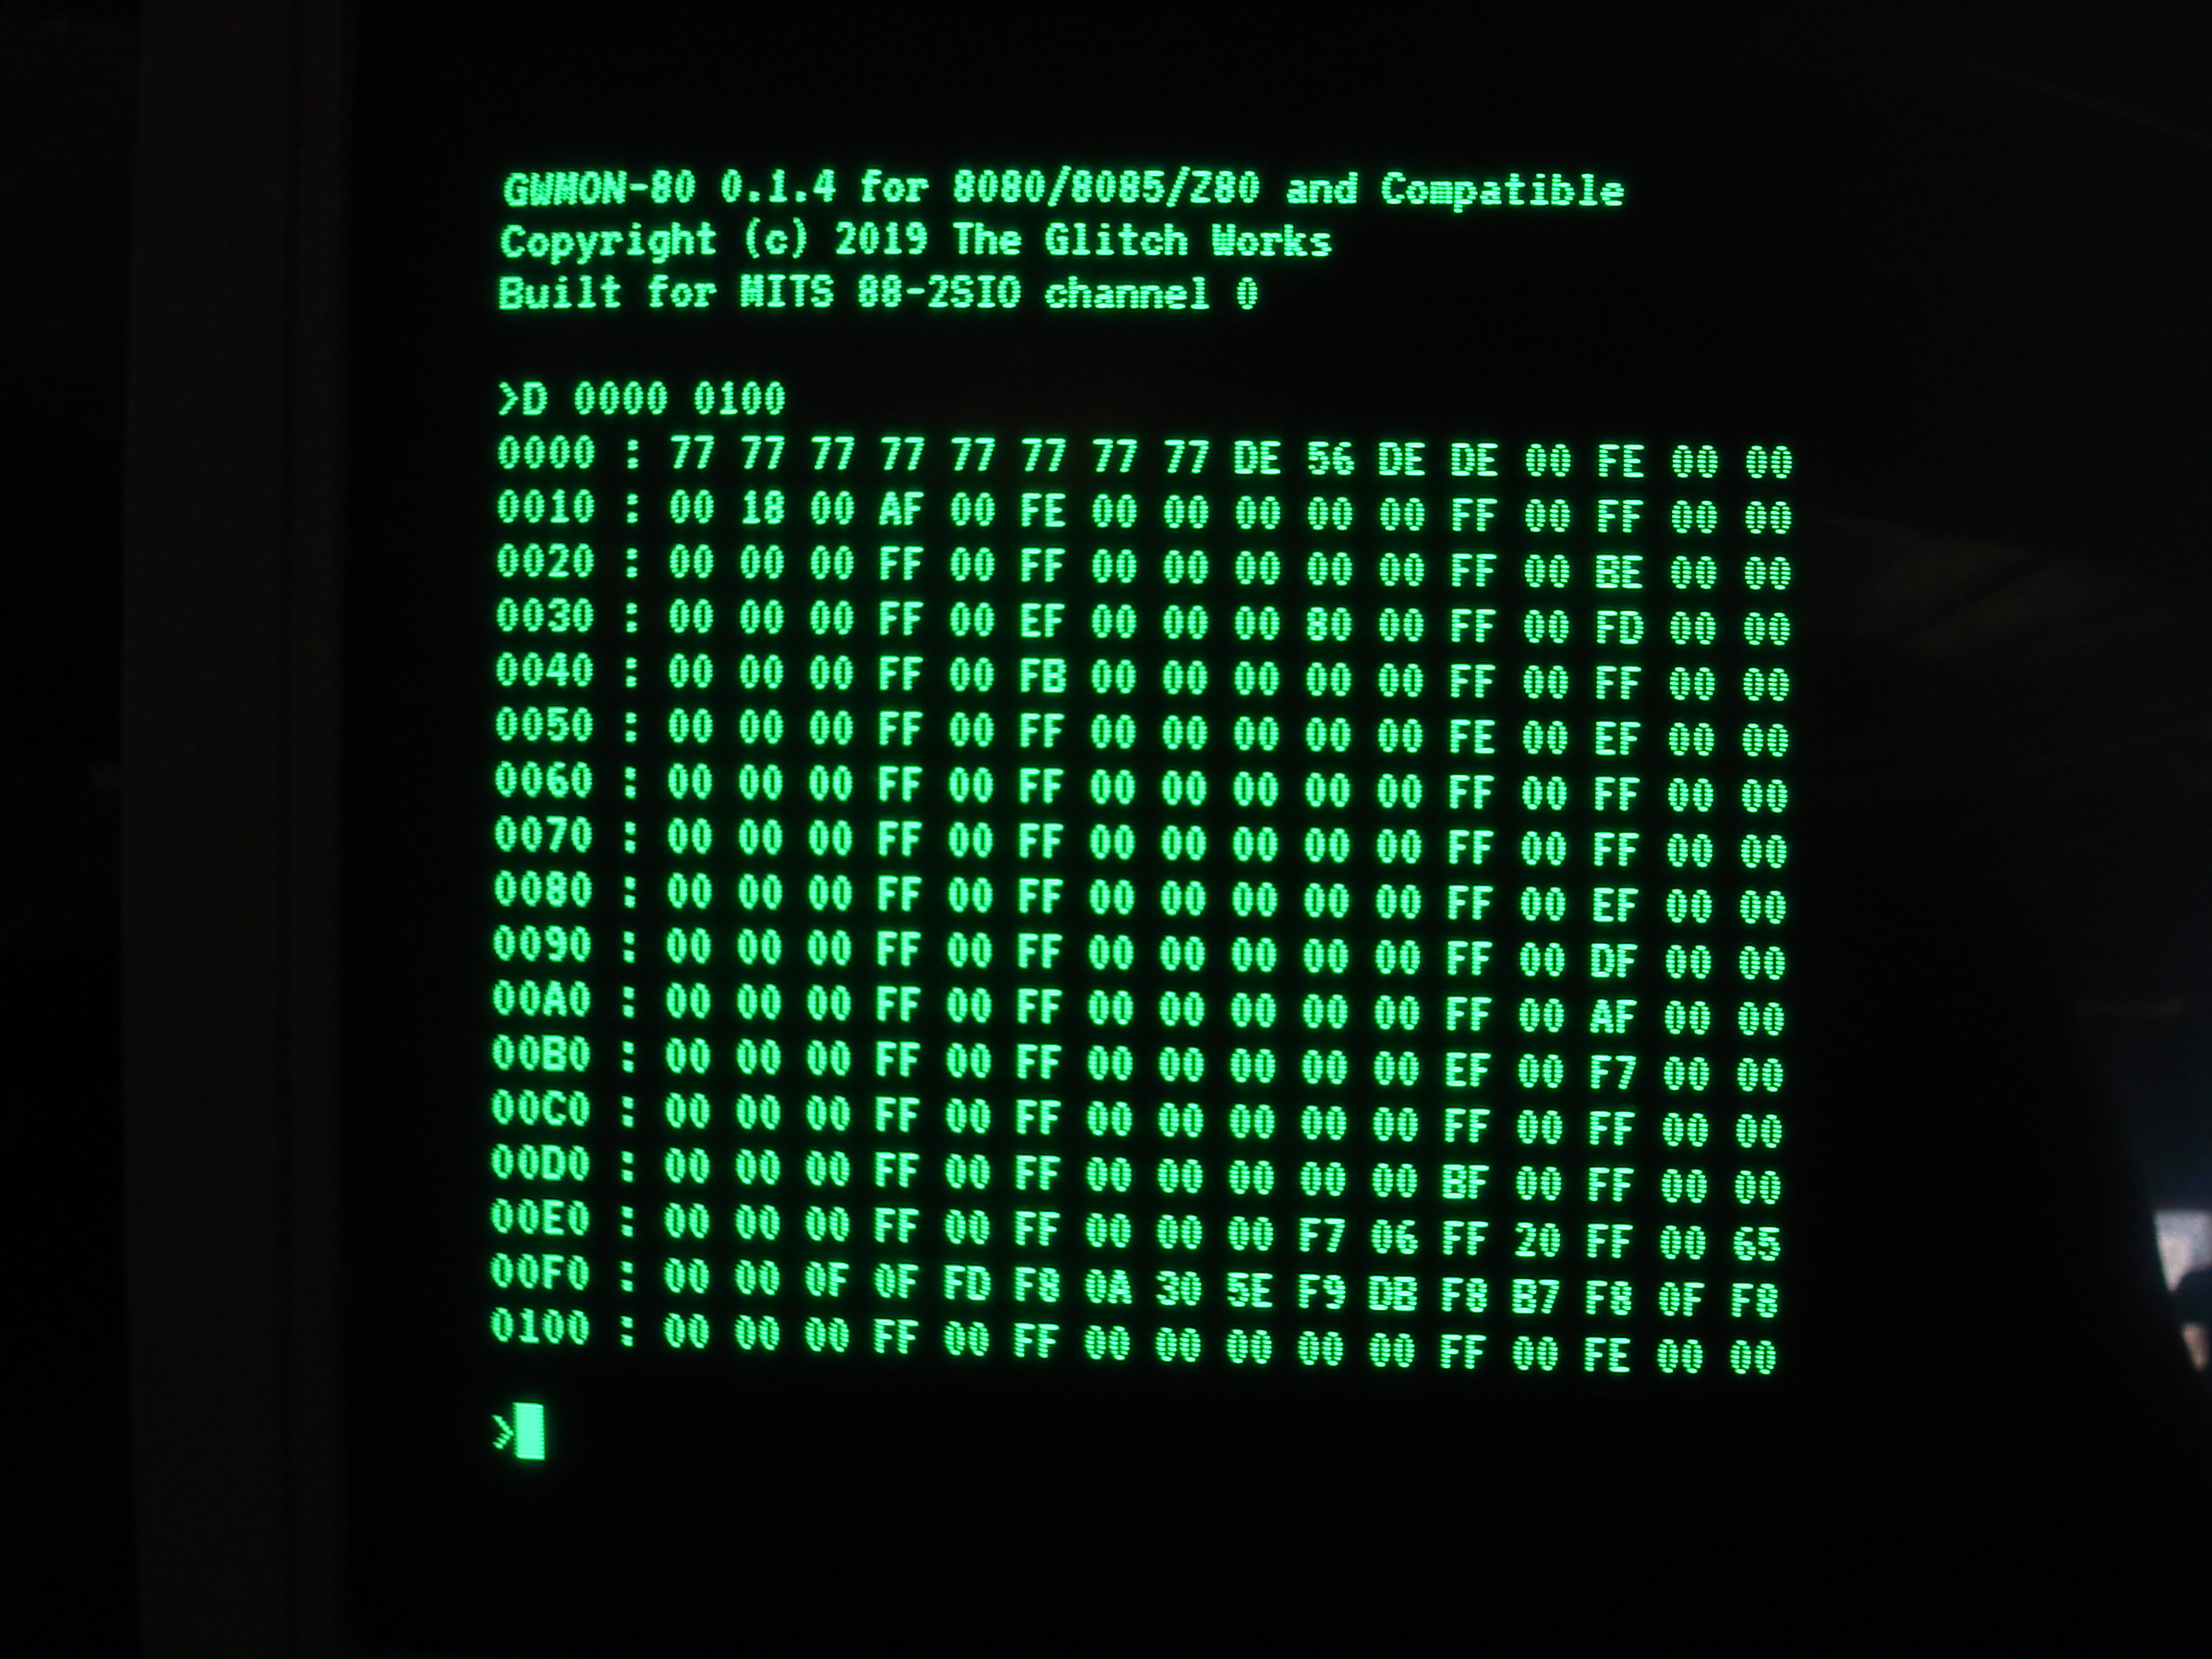 GWMON-80 0.1.4 for 8080/8085/Z80 and Compatible
Copyright (c) 2019 The Glitch Works
Built for MITS 88-2SIO channel 0
>D 0000 0100
0000 : 77 77 77 77 77 77 77 77 DE 56 DE DE 00 FE 00 00
0010 : 00 18 00 AF 00 FE 00 00 00 00 00 FF 00 FF 00 00
0020 : 00 00 00 FF 00 FF 00 00 00 00 00 FF 00 BE 00 00
0030 : 00 00 00 FF 00 EF 00 00 00 80 00 FF 00 FD 00 00
0040 : 00 00 00 FF 00 FB 00 00 00 00 00 FF 00 FF 00 00
0050 : 00 00 00 FF 00 FF 00 00 00 00 00 FE 00 EF 00 00
0060 : 00 00 00 FF 00 FF 00 00 00 00 00 FF 00 FF 00 00
0070 : 00 00 00 FF 00 FF 00 00 00 00 00 FF 00 FF 00 00
0080 : 00 00 00 FF 00 FF 00 00 00 00 00 FF 00 EF 00 00
0090 : 00 00 00 FF 00 FF 00 00 00 00 00 FF 00 DF 00 00
00A0 : 00 00 00 FF 00 FF 00 00 00 00 00 FF 00 AF 00 00
00B0 : 00 00 00 FF 00 FF 00 00 00 00 00 EF 00 F7 00 00
00C0 : 00 00 00 FF 00 FF 00 00 00 00 00 FF 00 FF 00 00
00D0 : 00 00 00 FF 00 FF 00 00 00 00 00 BF 00 FF 00 00
00E0 : 00 00 00 FF 00 FF 00 00 00 F7 06 FF 20 FF 00 65
00F0 : 00 00 0F 0F FD F8 0A 30 5E F9 DB F8 B7 F8 0F F8
0100 : 00 00 00 FF 00 FF 00 00 00 00 00 FF 00 FE 00 00
>